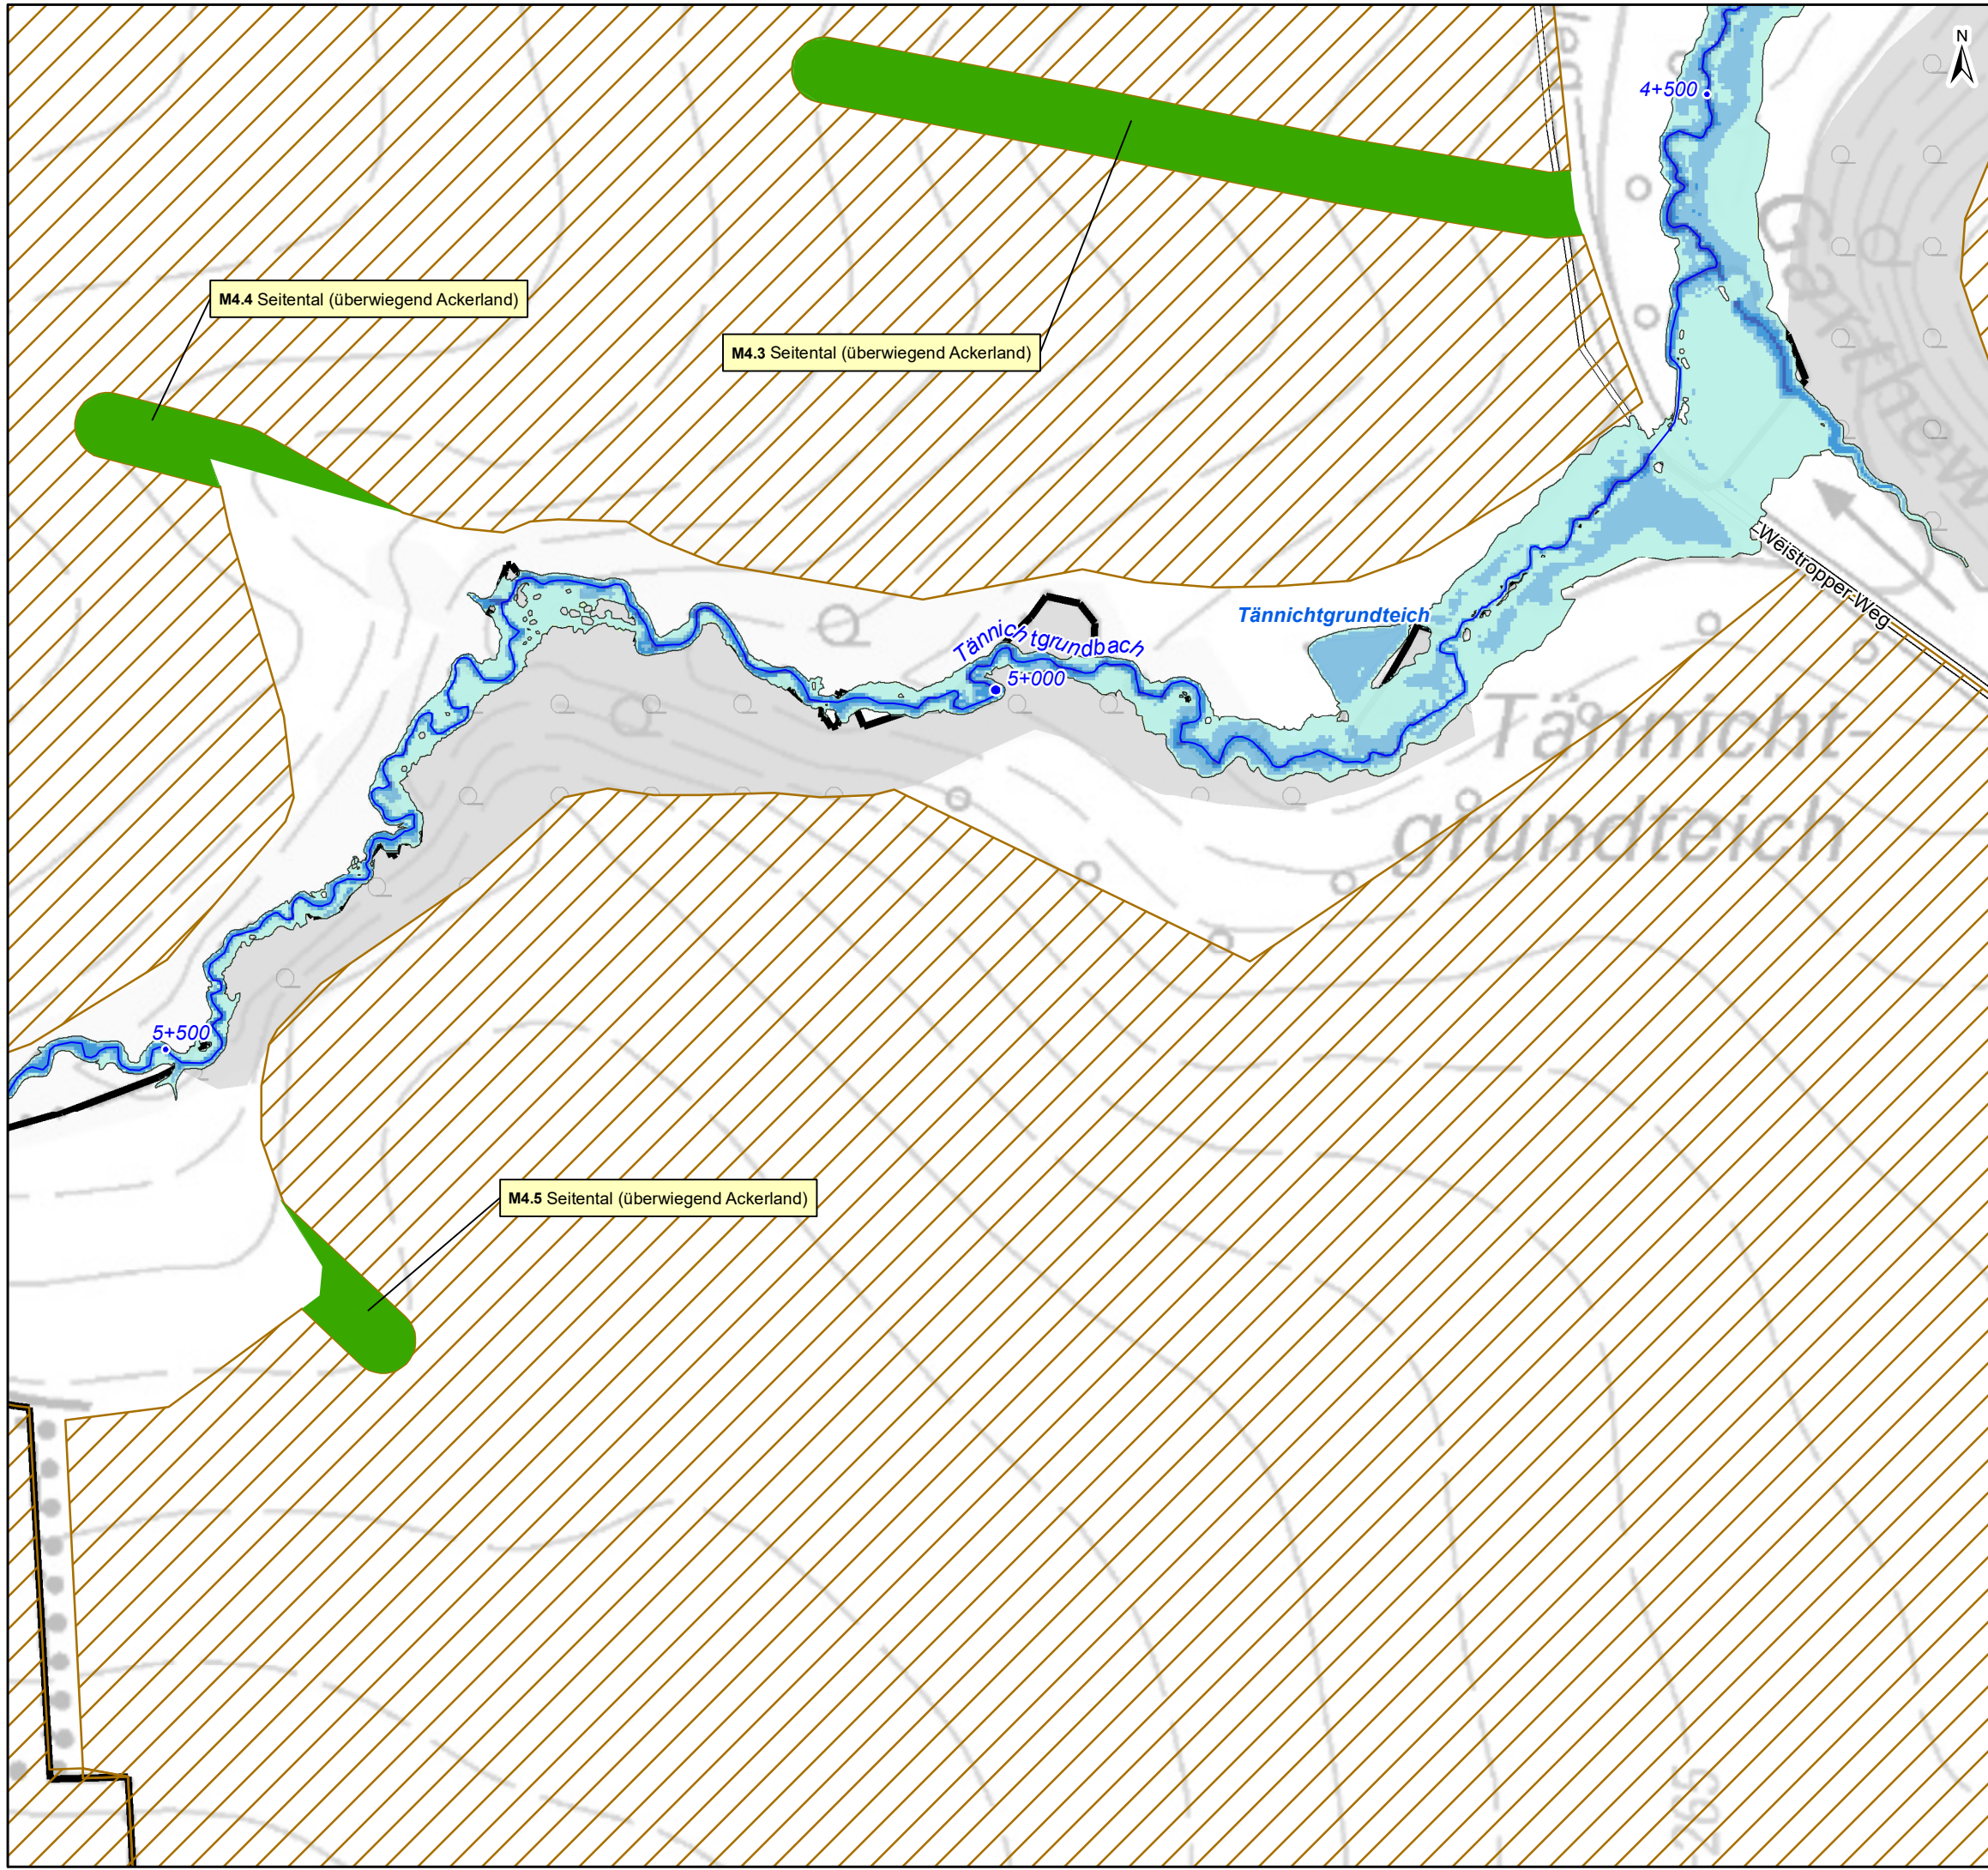 N
4+500
M4.4 Seitental (überwiegend Ackerland)
M4.3 Seitental (überwiegend Ackerland)
Weistropper-Weg
Tännichtgrundteich
Tännichtgrundbach
5+000
Tännicht-
grundteich
5+500
M4.5 Seitental (überwiegend Ackerland)